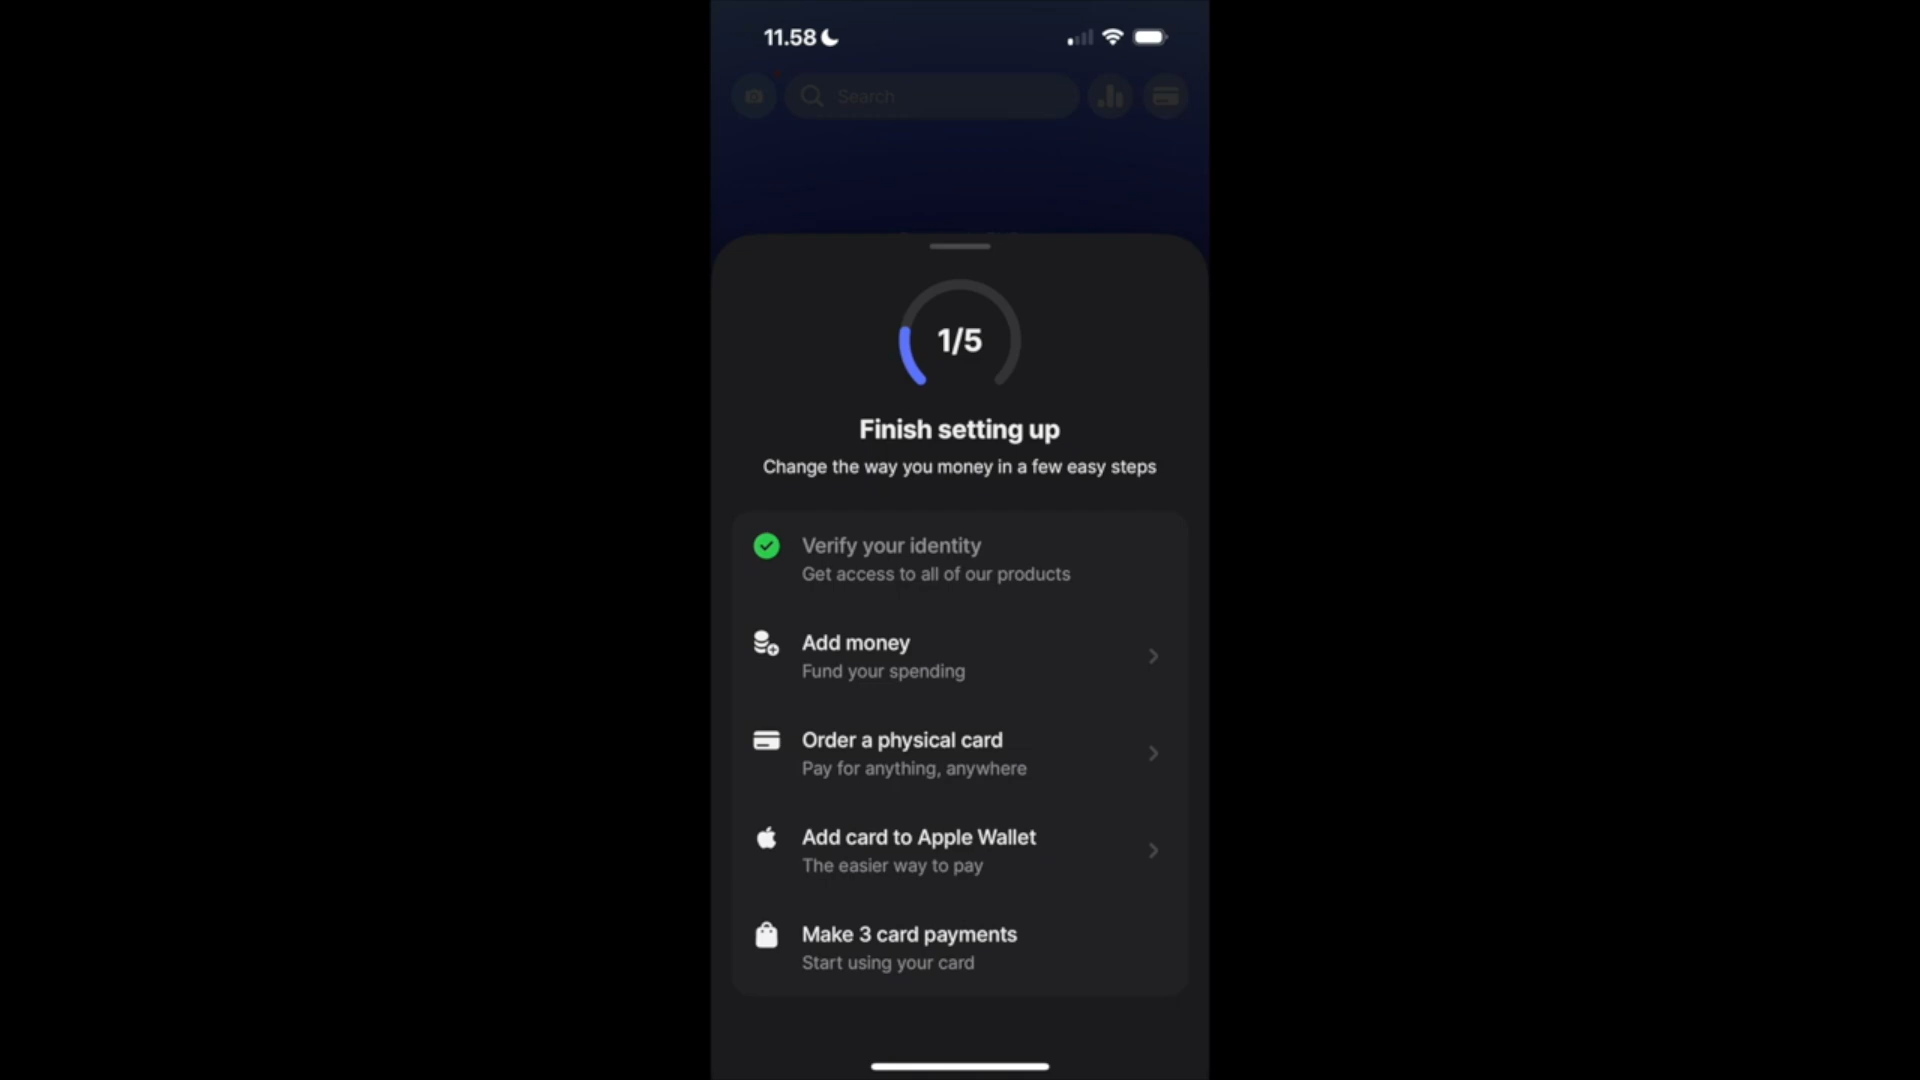 11.58
Search
1/5
Finish setting up
Change the way you money in a few easy steps
Verify your identity
Get access to all of our products
Add money
Fund your spending
Order a physical card
Pay for anything, anywhere
Add card to Apple Wallet
The easier way to pay
Make 3 card payments
Start using your card